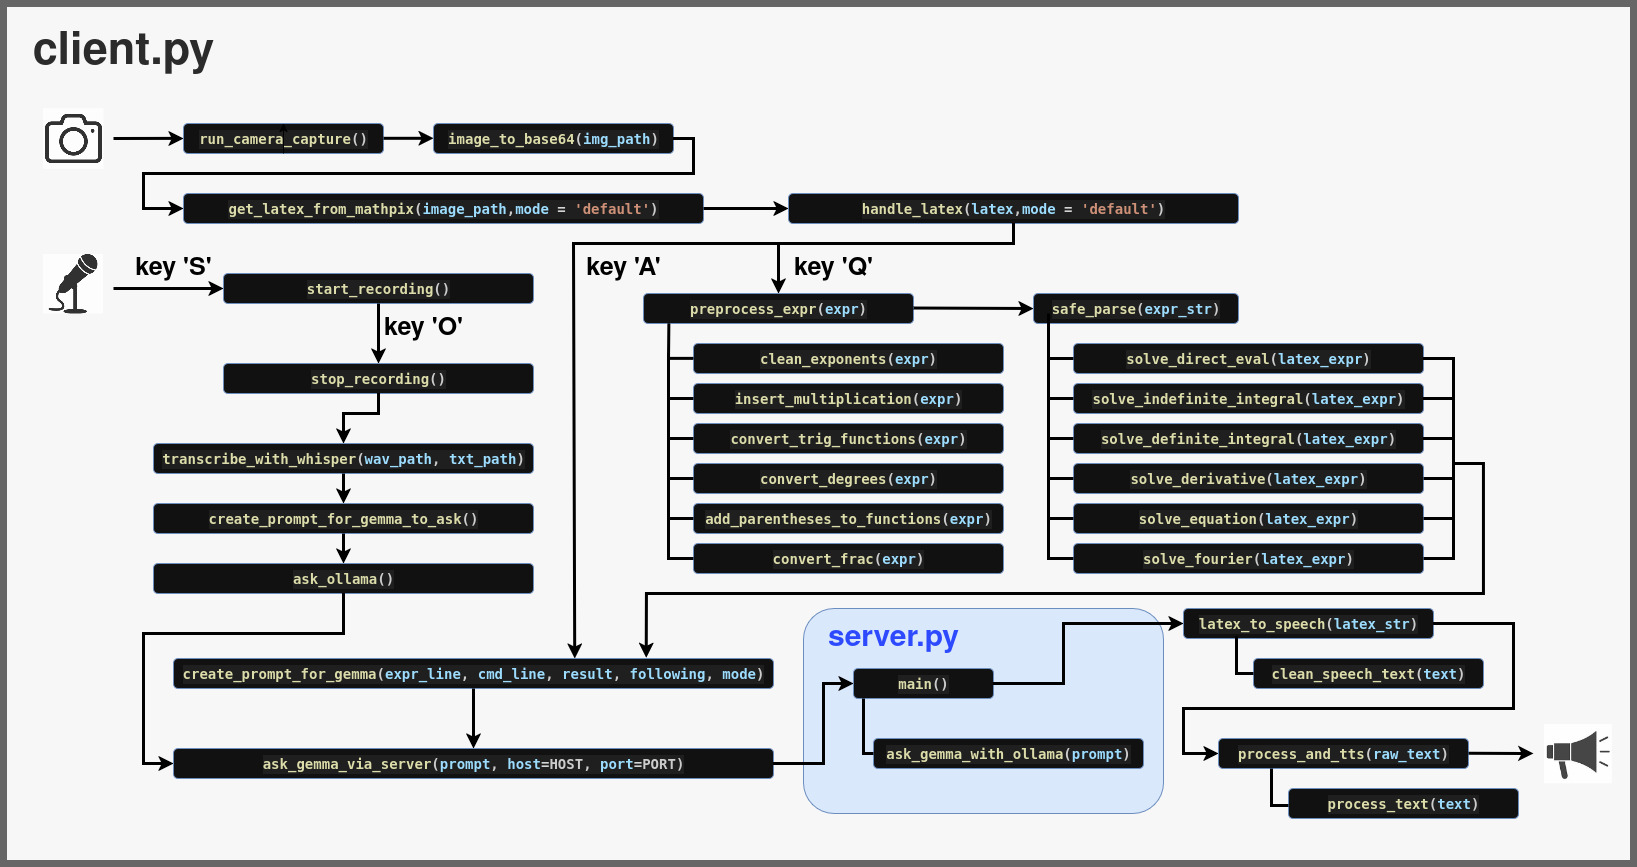 client.py
run_camera_capture()
image_to_base64(img_path)
get_latex_from_mathpix(image_path,mode = 'default')
handle_latex(latex,mode = 'default')
key 'S'
start_recording()
key 'O'
stop_recording()
transcribe_with_whisper(wav_path, txt_path)
create_prompt_for_gemma_to_ask()
ask_ollama()
key 'A'
key 'Q'
preprocess_expr(expr)
clean_exponents(expr)
insert_multiplication(expr)
convert_trig_functions(expr)
convert_degrees(expr)
add_parentheses_to_functions(expr)
convert_frac(expr)
safe_parse(expr_str)
solve_direct_eval(latex_expr)
solve_indefinite_integral(latex_expr)
solve_definite_integral(latex_expr)
solve_derivative(latex_expr)
solve_equation(latex_expr)
solve_fourier(latex_expr)
create_prompt_for_gemma(expr_line, cmd_line, result, following, mode)
ask_gemma_via_server(prompt, host=HOST, port=PORT)
server.py
main()
ask_gemma_with_ollama(prompt)
latex_to_speech(latex_str)
clean_speech_text(text)
process_and_tts(raw_text)
process_text(text)